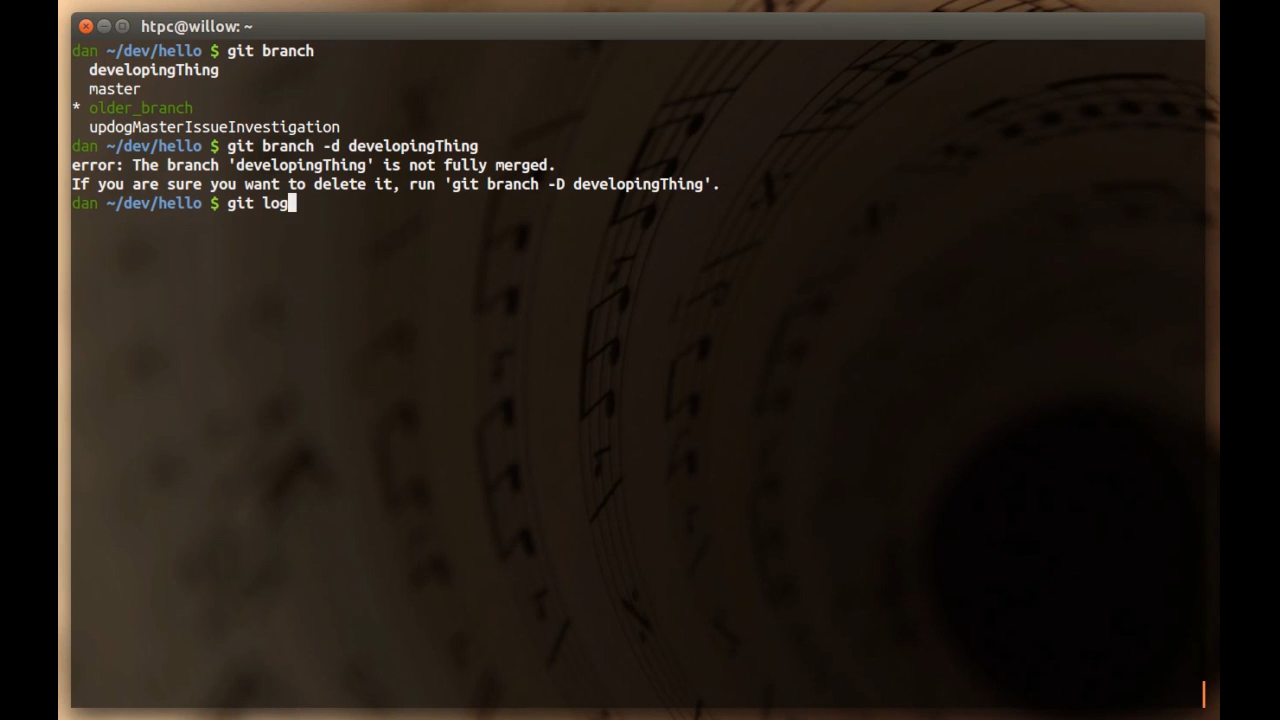 htpc@willow: ~
dan ~/dev/hello $ git branch
developingThing
master
* older_branch
updogMasterIssueInvestigation
dan ~/dev/hello $ git branch -d developingThing
error: The branch 'developingThing' is not fully merged.
If you are sure you want to delete it, run 'git branch -D developingThing'.
dan ~/dev/hello $ git log